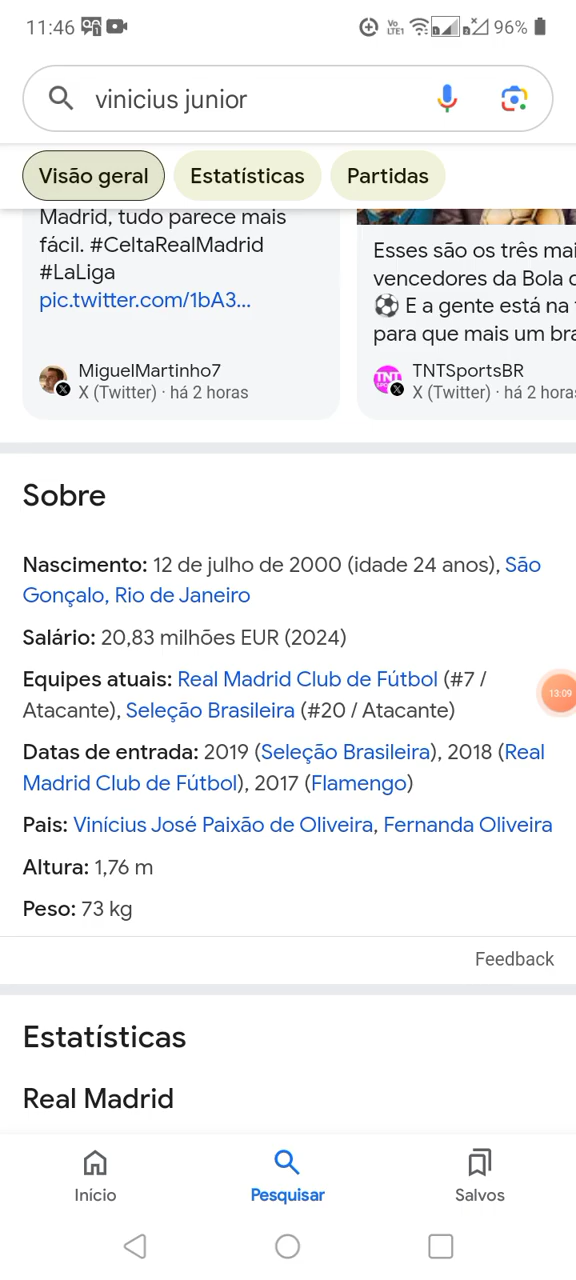 11:46
Vo LTE1
96%
vinicius junior
Visão geral
Estatísticas
Partidas
Madrid, tudo parece mais
fácil. #CeltaRealMadrid
#LaLiga
pic.twitter.com/1bA3...
MiguelMartinho7
X (Twitter) · há 2 horas
Esses são os três mai
vencedores da Bola
⚽ E a gente está na
para que mais um bra
TNT
TNTSportsBR
X (Twitter) · há 2 horas
Sobre
Nascimento: 12 de julho de 2000 (idade 24 anos), São
Gonçalo, Rio de Janeiro
Salário: 20,83 milhões EUR (2024)
Equipes atuais: Real Madrid Club de Fútbol (#7 /
Atacante), Seleção Brasileira (#20 / Atacante)
13:09
Datas de entrada: 2019 (Seleção Brasileira), 2018 (Real
Madrid Club de Fútbol), 2017 (Flamengo)
Pais: Vinícius José Paixão de Oliveira, Fernanda Oliveira
Altura: 1,76 m
Peso: 73 kg
Feedback
Estatísticas
Real Madrid
Início
Pesquisar
Salvos